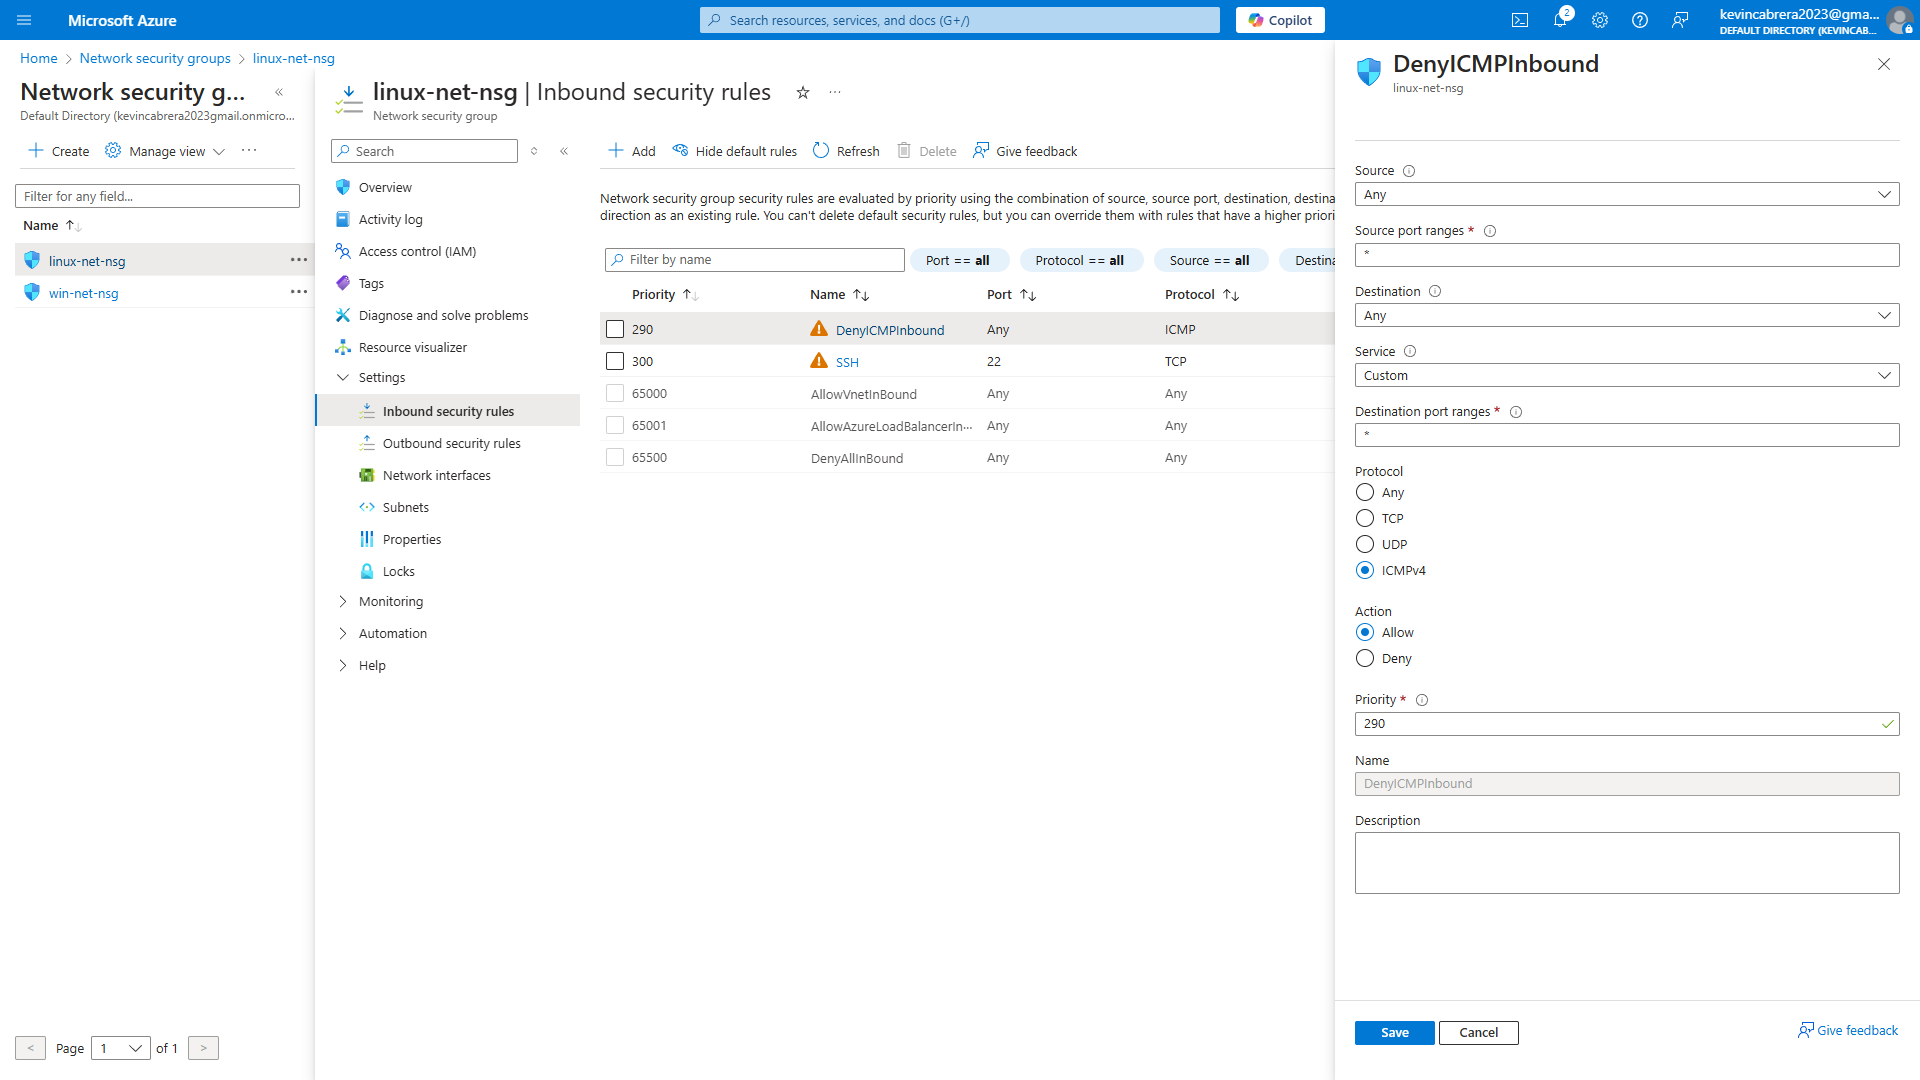 Microsoft Azure
Search resources, services, and docs (G+/)
Copilot
2
kevincabrera2023@gma...
DEFAULT DIRECTORY (KEVINCAB...
Home > Network security groups > linux-net-nsg
Network security g...
Default Directory (kevincabrera2023gmail.onmicro...
Create
Manage view
Filter for any field...
Name
linux-net-nsg
win-net-nsg
< Page 1 of 1 >
linux-net-nsg | Inbound security rules
Network security group
Search
Overview
Activity log
Access control (IAM)
Tags
Diagnose and solve problems
Resource visualizer
Settings
Inbound security rules
Outbound security rules
Network interfaces
Subnets
Properties
Locks
Monitoring
Automation
Help
Add Hide default rules Refresh Delete Give feedback
Network security group security rules are evaluated by priority using the combination of source, source port, destination, destina
direction as an existing rule. You can't delete default security rules, but you can override them with rules that have a higher priori
Filter by name
Port == all
Protocol == all
Source == all
Destina
Priority Name Port Protocol
290 DenyICMPInbound Any ICMP
300 SSH 22 TCP
65000 AllowVnetInBound Any Any
65001 AllowAzureLoadBalancerIn... Any Any
65500 DenyAllInBound Any Any
DenyICMPInbound
linux-net-nsg
Source
Any
Source port ranges *
*
Destination
Any
Service
Custom
Destination port ranges *
*
Protocol
Any
TCP
UDP
ICMPv4
Action
Allow
Deny
Priority *
290
Name
DenyICMPInbound
Description
Save
Cancel
Give feedback